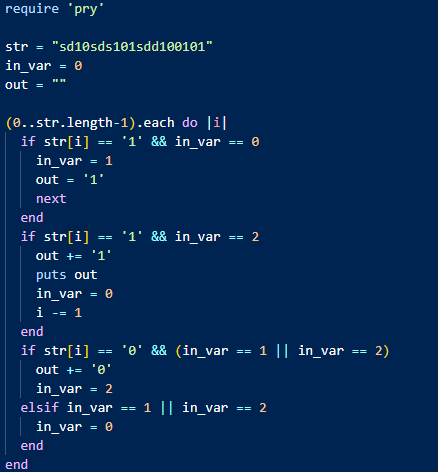 require 'pry'

str = "sd10sds101sdd100101"
in_var = 0
out = ""

(0..str.length-1).each do |i|
  if str[i] == '1' && in_var == 0
    in_var = 1
    out = '1'
    next
  end
  if str[i] == '1' && in_var == 2
    out += '1'
    puts out
    in_var = 0
    i -= 1
  end
  if str[i] == '0' && (in_var == 1 || in_var == 2)
    out += '0'
    in_var = 2
  elsif in_var == 1 || in_var == 2
    in_var = 0
  end
end